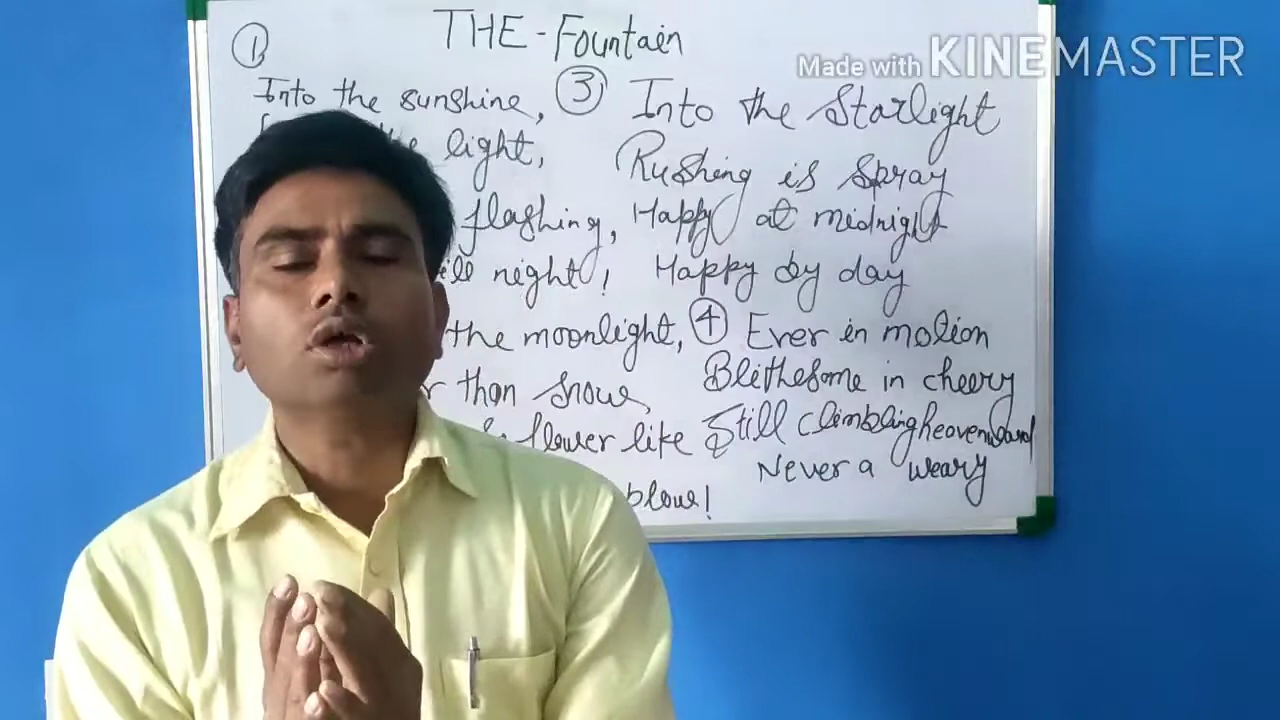 THE - Fountain
Made with KINEMASTER
1
Into the sunshine,
light,
flashing,
night!
the moonlight,
than snow,
flower like
blow!
3 Into the Starlight
Rushing is spray
Happy at midnight
Happy by day
4 Ever in motion
Blithesome in cheery
Still climbling heavenward
Never a weary